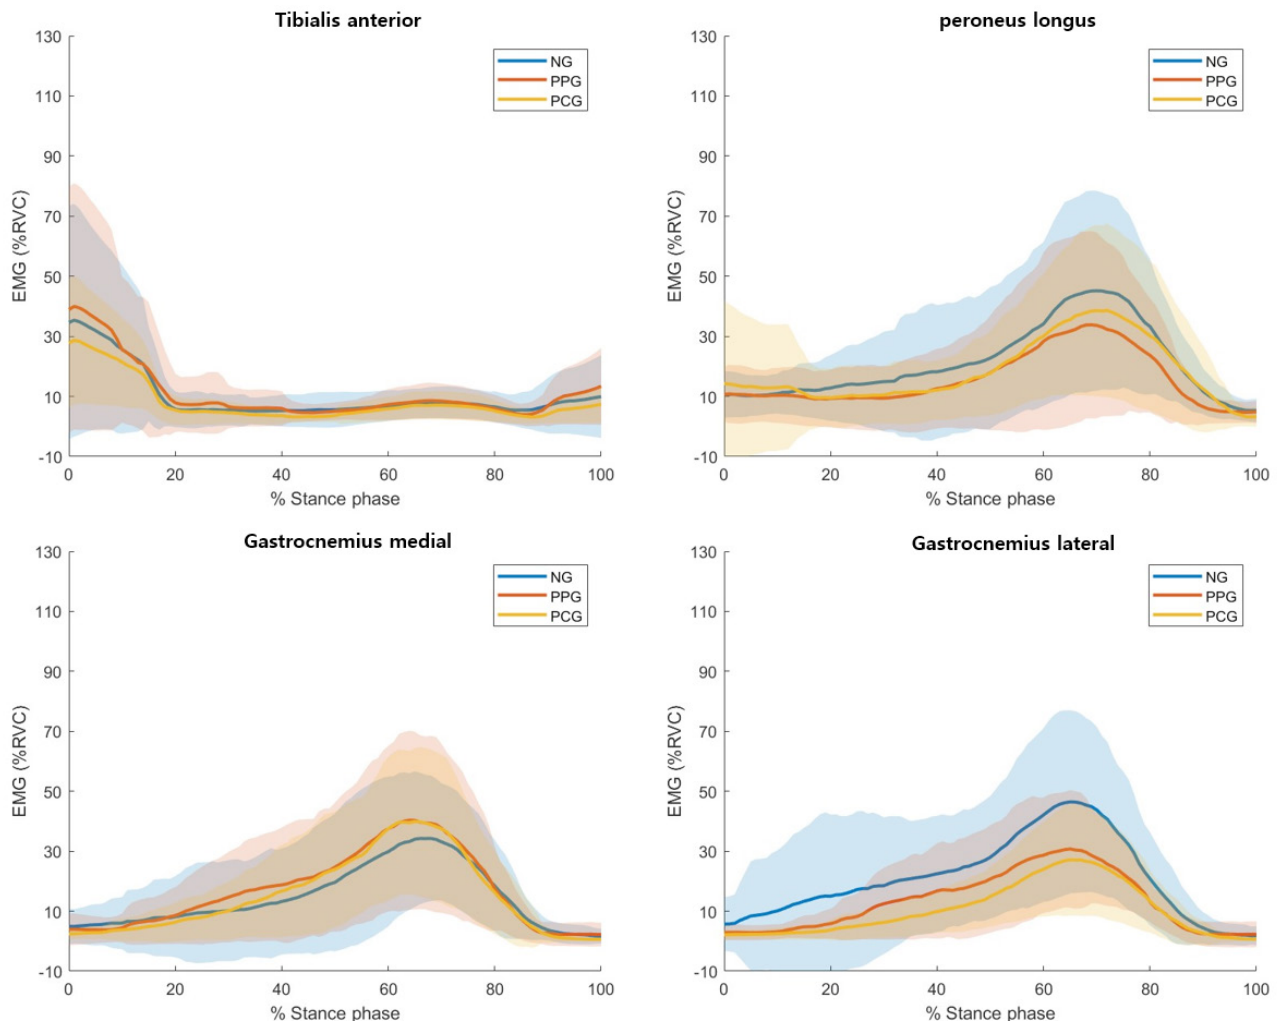 Tibialis anterior
130
110
90
70
50
30
10
-10
EMG (%RVC)
0 20 40 60 80 100
% Stance phase
NG
PPG
PCG
peroneus longus
130
110
90
70
50
30
10
-10
EMG (%RVC)
0 20 40 60 80 100
% Stance phase
NG
PPG
PCG
Gastrocnemius medial
130
110
90
70
50
30
10
-10
EMG (%RVC)
0 20 40 60 80 100
% Stance phase
NG
PPG
PCG
Gastrocnemius lateral
130
110
90
70
50
30
10
-10
EMG (%RVC)
0 20 40 60 80 100
% Stance phase
NG
PPG
PCG